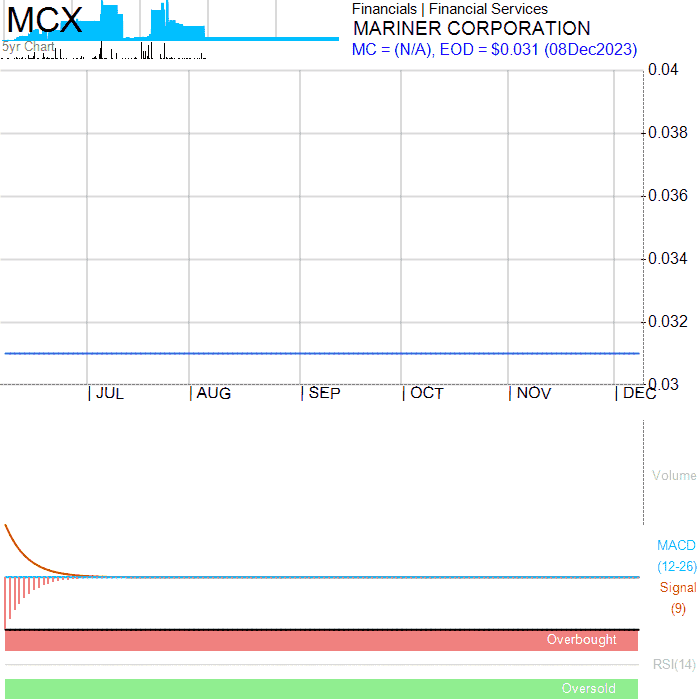 MCX
5yr Chart
Financials | Financial Services
MARINER CORPORATION
MC = (N/A), EOD = $0.031 (08Dec2023)
0.04
0.038
0.036
0.034
0.032
0.03
JUL AUG SEP OCT NOV DEC
Volume
MACD
(12-26)
Signal
(9)
Overbought
RSI(14)
Oversold